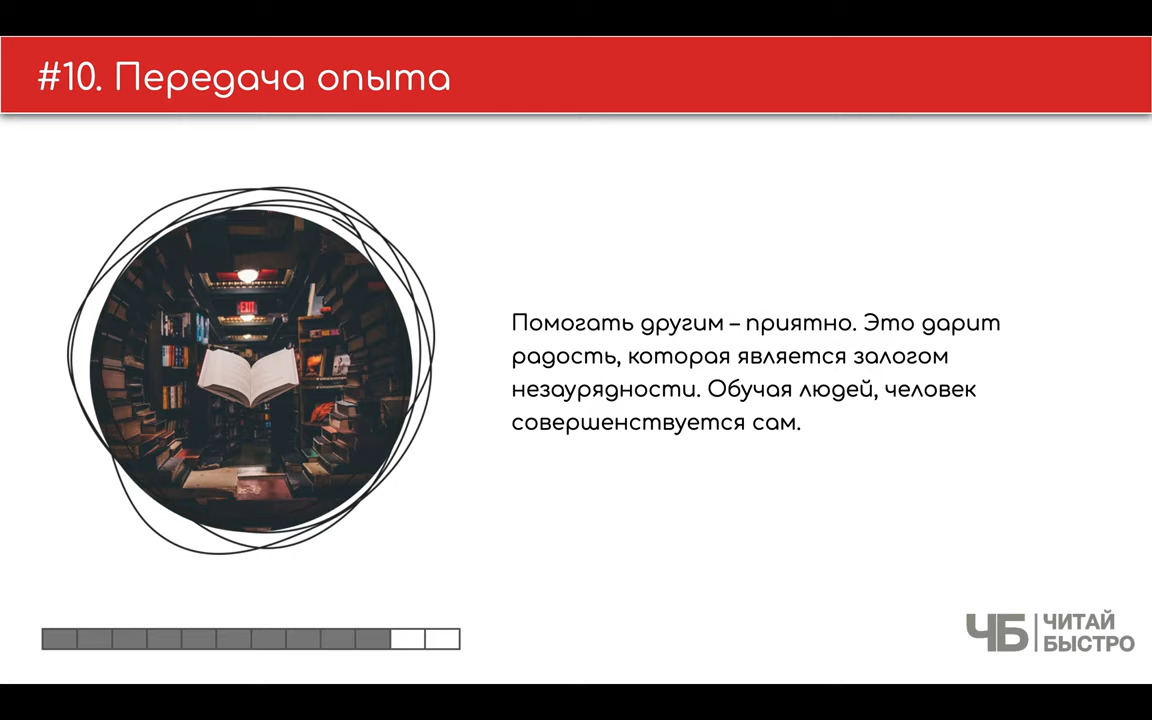 #10. Передача опыта
EXIT
Помогать другим – приятно. Это дарит
радость, которая является залогом
незаурядности. Обучая людей, человек
совершенствуется сам.
ЧБ | ЧИТАЙ
БЫСТРО